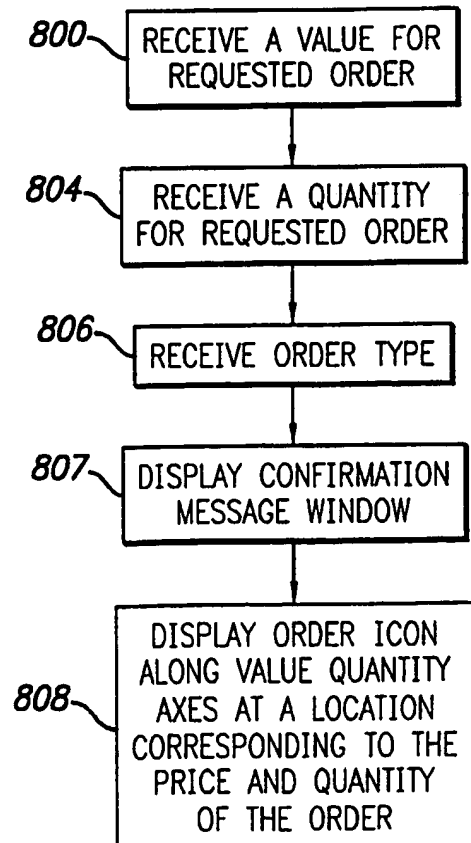 800
RECEIVE A VALUE FOR
REQUESTED ORDER
804
RECEIVE A QUANTITY
FOR REQUESTED ORDER
806
RECEIVE ORDER TYPE
807
DISPLAY CONFIRMATION
MESSAGE WINDOW
808
DISPLAY ORDER ICON
ALONG VALUE QUANTITY
AXES AT A LOCATION
CORRESPONDING TO THE
PRICE AND QUANTITY
OF THE ORDER